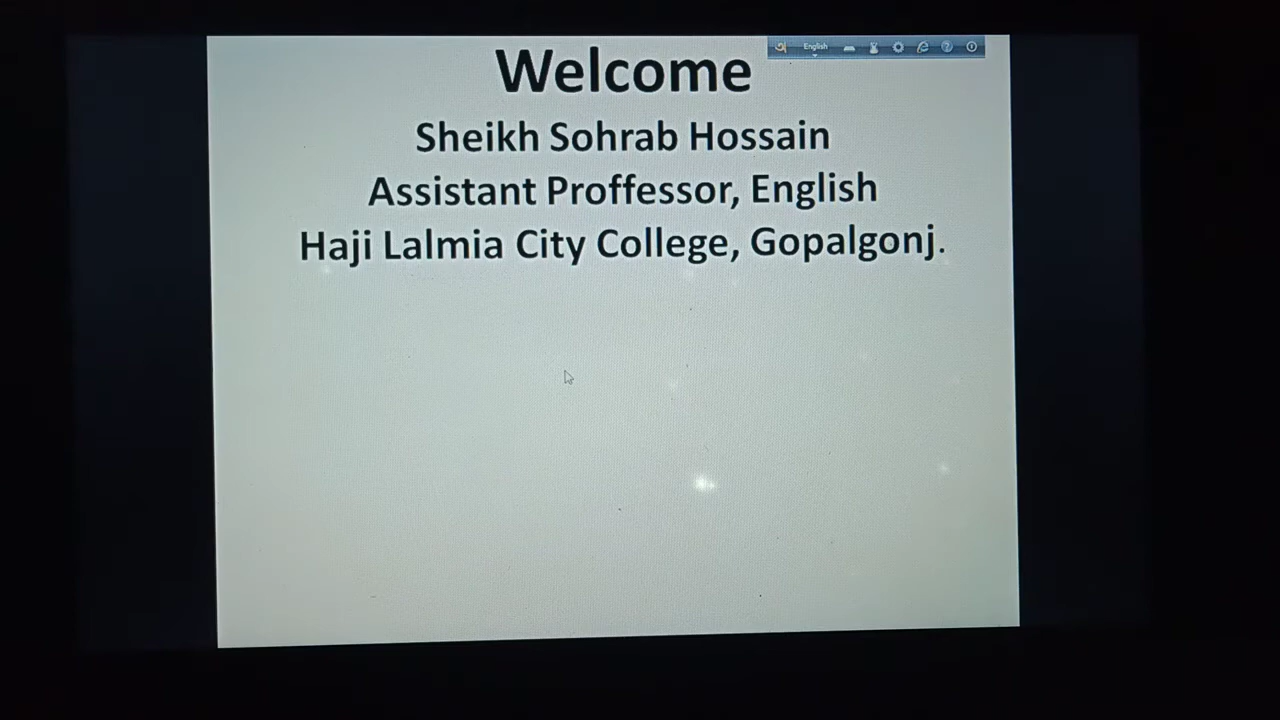 Welcome
English
Sheikh Sohrab Hossain
Assistant Proffessor, English
Haji Lalmia City College, Gopalgonj.